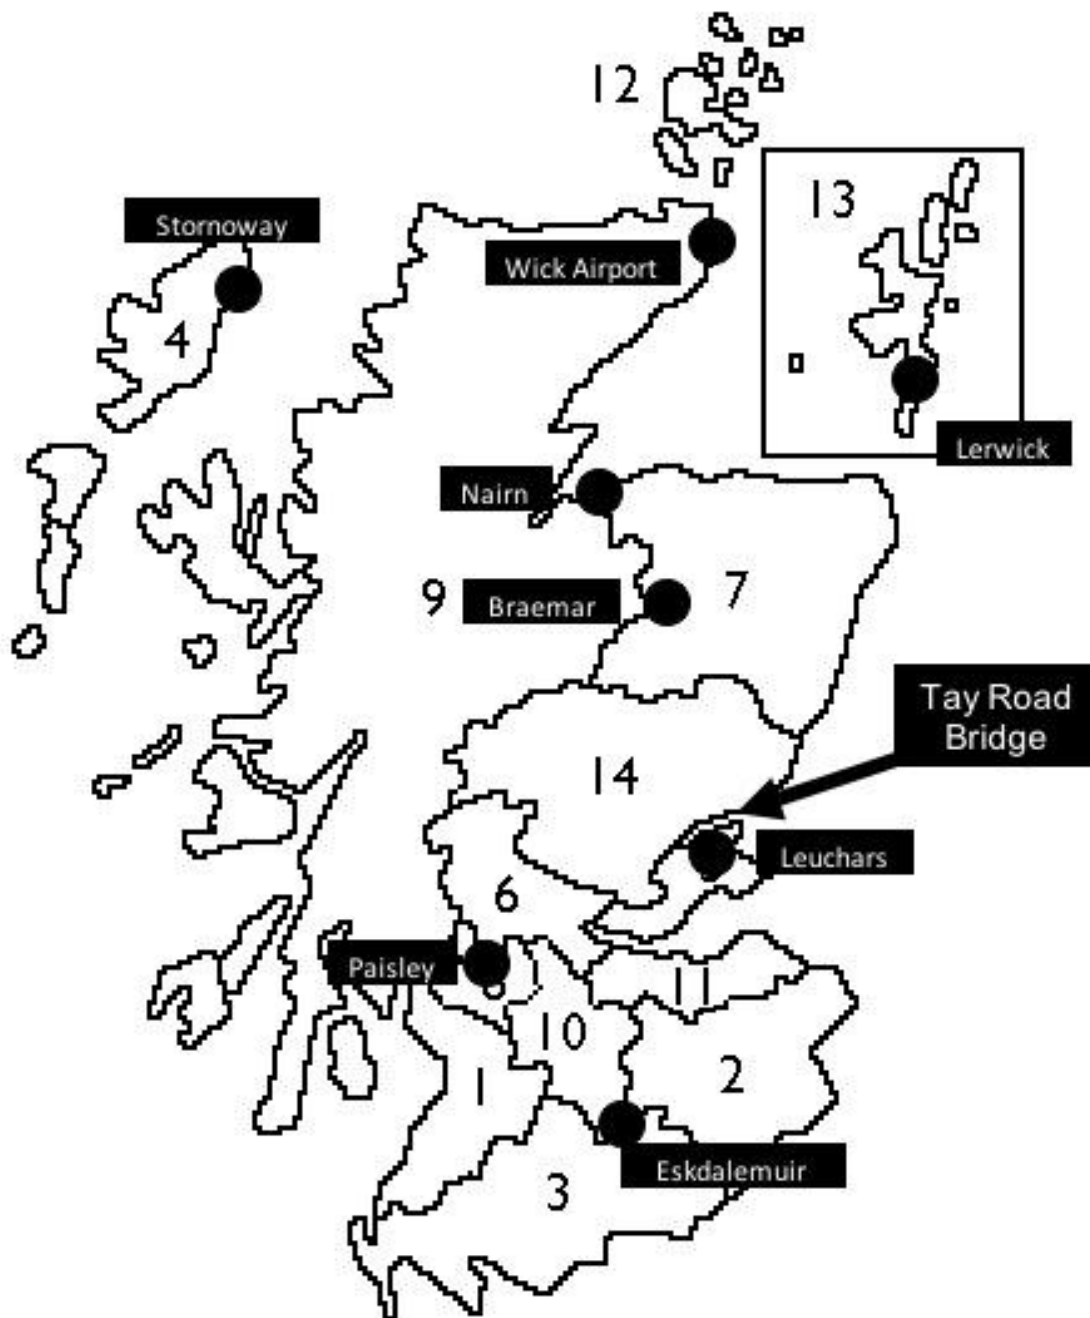 12
13
Stornoway
Wick Airport
4
Lerwick
Nairn
9
Braemar
7
Tay Road
Bridge
14
Leuchars
6
Paisley
11
10
1
2
Eskdalemuir
3